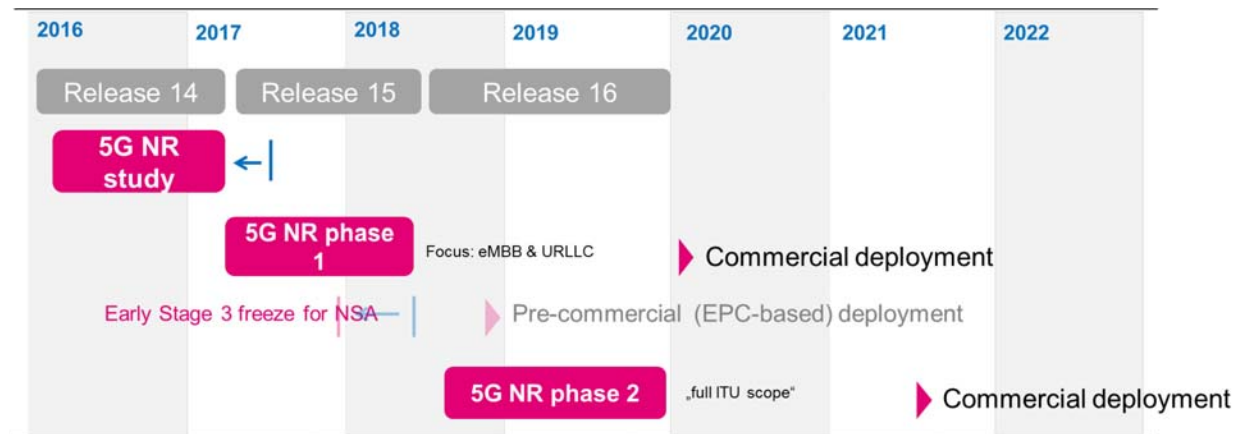 2016 2017 2018 2019 2020 2021 2022
Release 14 Release 15 Release 16
5G NR
study
5G NR phase
1
Focus: eMBB & URLLC
Commercial deployment
Early Stage 3 freeze for NSA
Pre-commercial (EPC-based) deployment
5G NR phase 2
„full ITU scope“
Commercial deployment